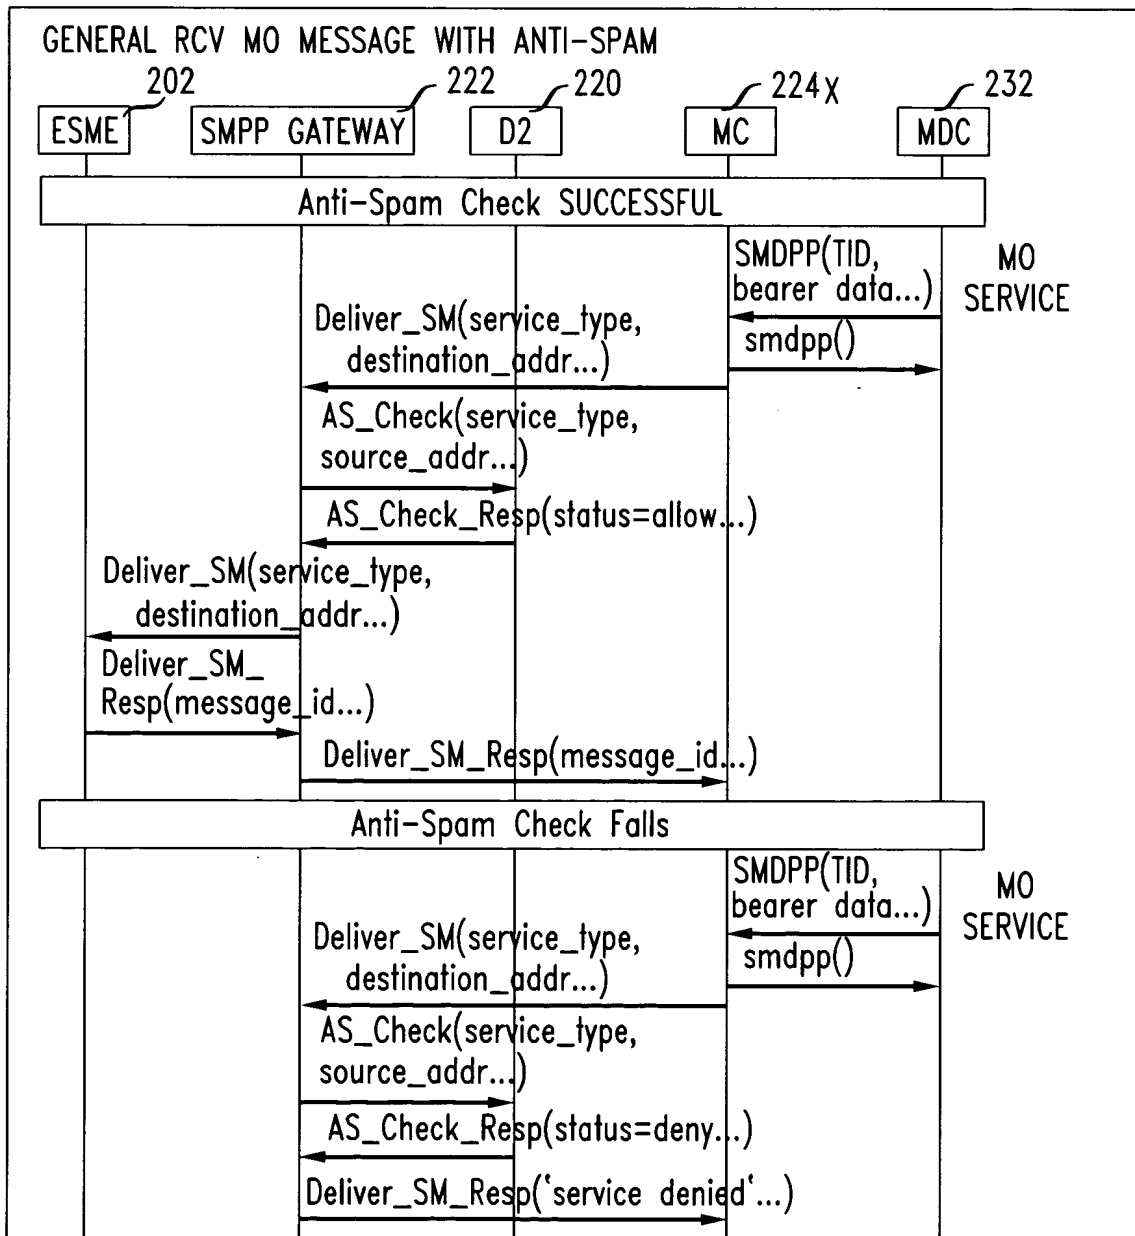 GENERAL RCV MO MESSAGE WITH ANTI-SPAM
202 222 220 224X 232
ESME SMPP GATEWAY D2 MC MDC
Anti-Spam Check SUCCESSFUL
SMDPP(TID,
bearer data...)
MO
SERVICE
smdpp()
Deliver_SM(service_type,
destination_addr...)
AS_Check(service_type,
source_addr...)
AS_Check_Resp(status=allow...)
Deliver_SM(service_type,
destination_addr...)
Deliver_SM_
Resp(message_id...)
Deliver_SM_Resp(message_id...)
Anti-Spam Check Falls
SMDPP(TID,
bearer data...)
MO
SERVICE
smdpp()
Deliver_SM(service_type,
destination_addr...)
AS_Check(service_type,
source_addr...)
AS_Check_Resp(status=deny...)
Deliver_SM_Resp('service denied'...)